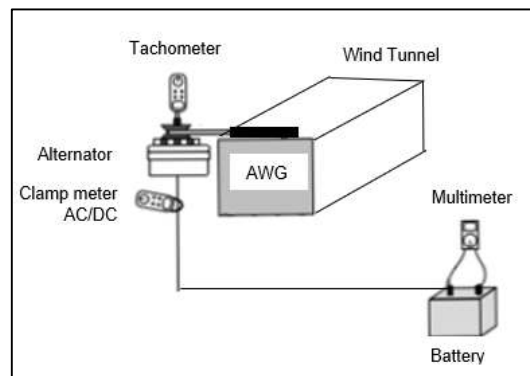 Tachometer
Wind Tunnel
Alternator
AWG
Clamp meter
AC/DC
Multimeter
Battery